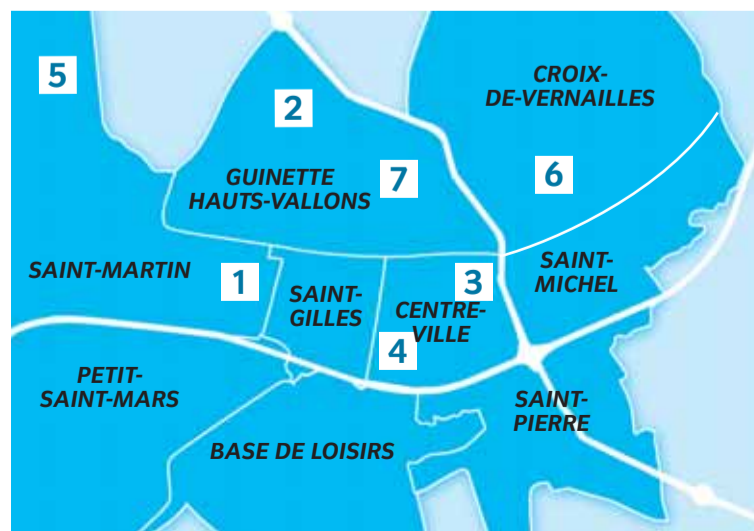 5
CROIX-
DE-VERNAILLES
2
GUINETTE
HAUTS-VALLONS
7
6
SAINT-MARTIN
1
SAINT-
GILLES
3
CENTRE-
VILLE
SAINT-
MICHEL
4
PETIT-
SAINT-MARS
SAINT-
PIERRE
BASE DE LOISIRS